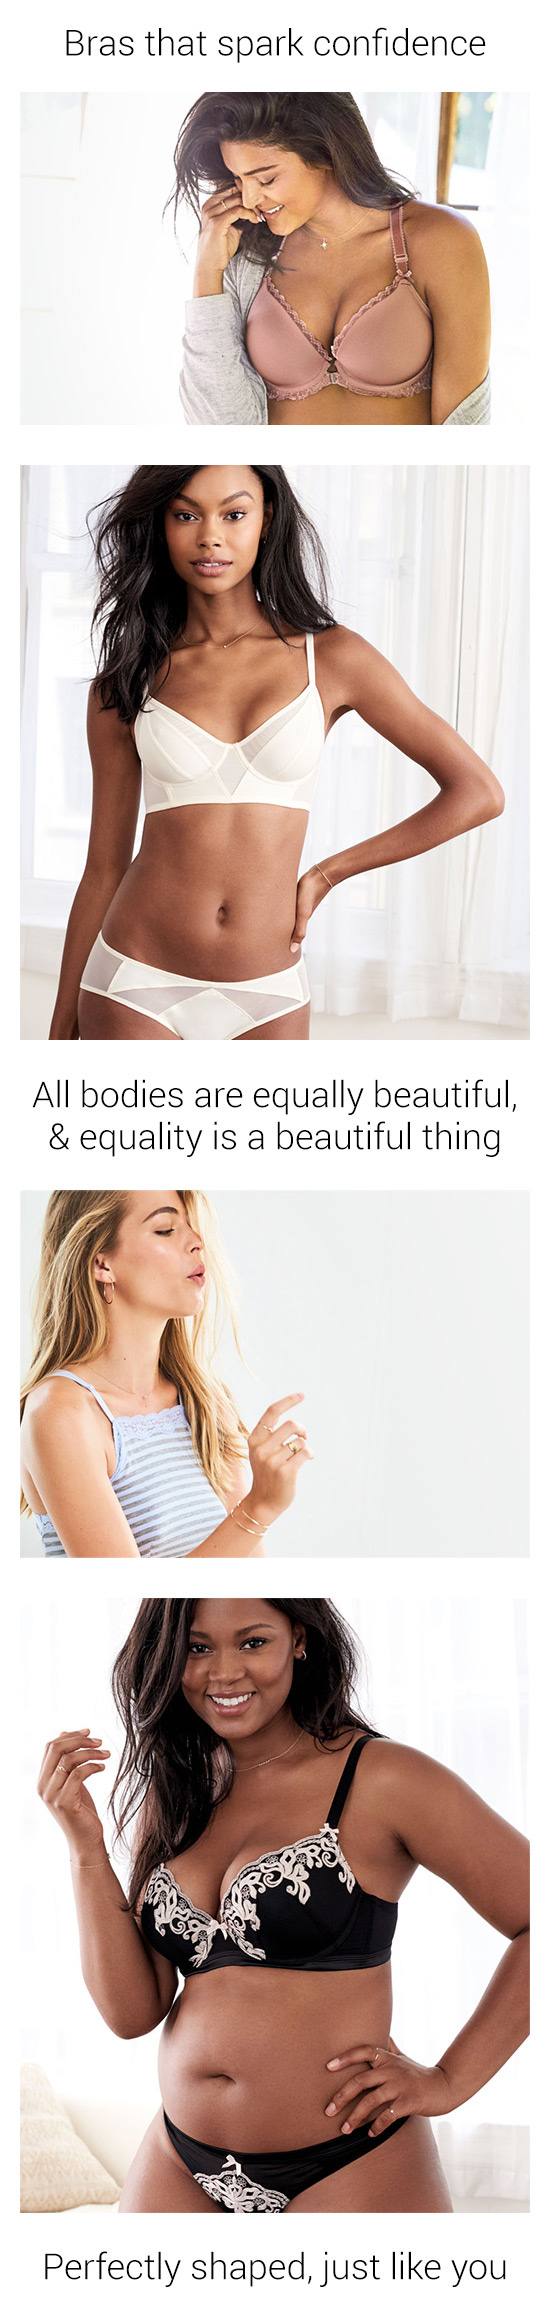 Bras that spark confidence
All bodies are equally beautiful,
& equality is a beautiful thing
Perfectly shaped, just like you